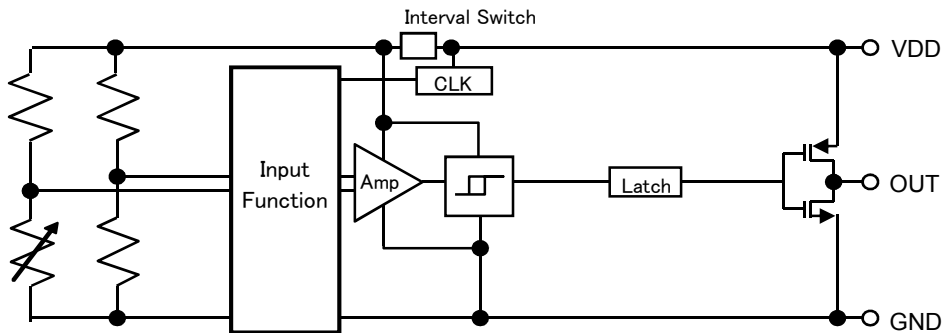 Interval Switch
VDD
CLK
Input
Function
Amp
Latch
OUT
GND